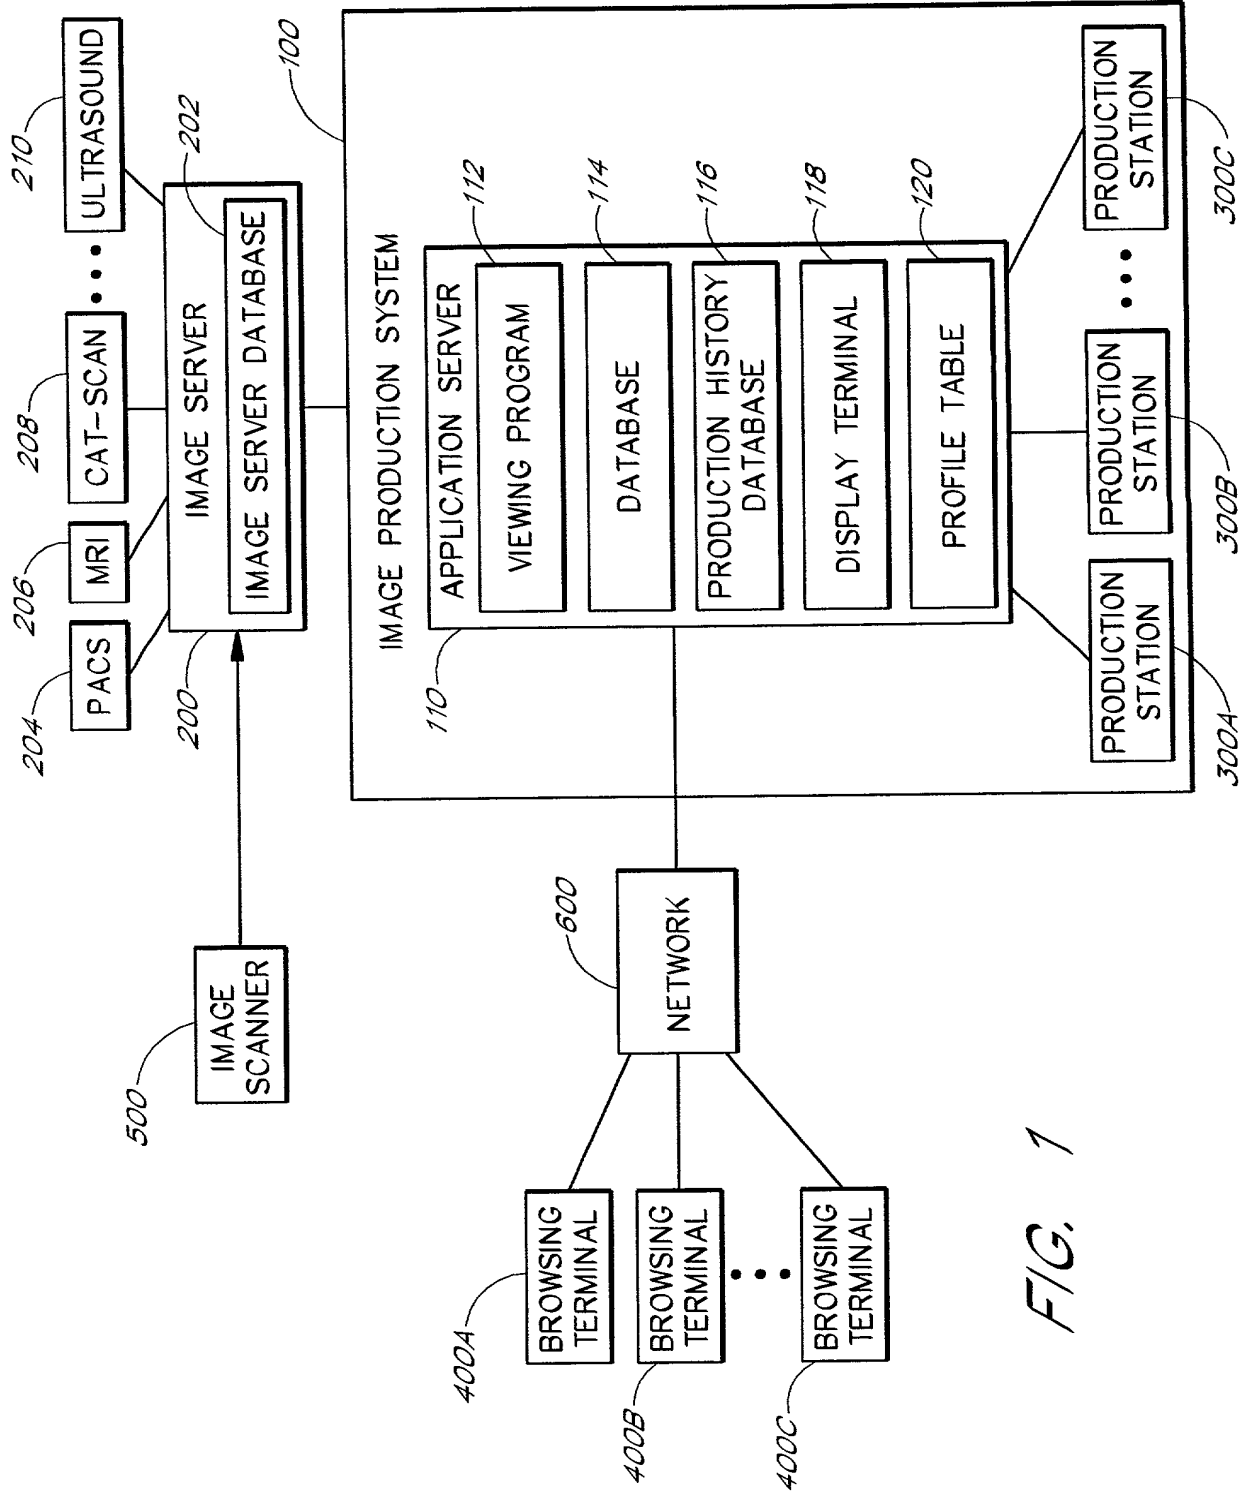 204
PACS
206
MRI
208
CAT-SCAN
210
ULTRASOUND
200
IMAGE SERVER
IMAGE SERVER DATABASE
202
500
IMAGE
SCANNER
100
IMAGE PRODUCTION SYSTEM
110
APPLICATION SERVER
VIEWING PROGRAM
112
DATABASE
114
PRODUCTION HISTORY
DATABASE
116
DISPLAY TERMINAL
118
PROFILE TABLE
120
600
NETWORK
400A
BROWSING
TERMINAL
400B
BROWSING
TERMINAL
400C
BROWSING
TERMINAL
PRODUCTION
STATION
300A
PRODUCTION
STATION
300B
PRODUCTION
STATION
300C
FIG. 1